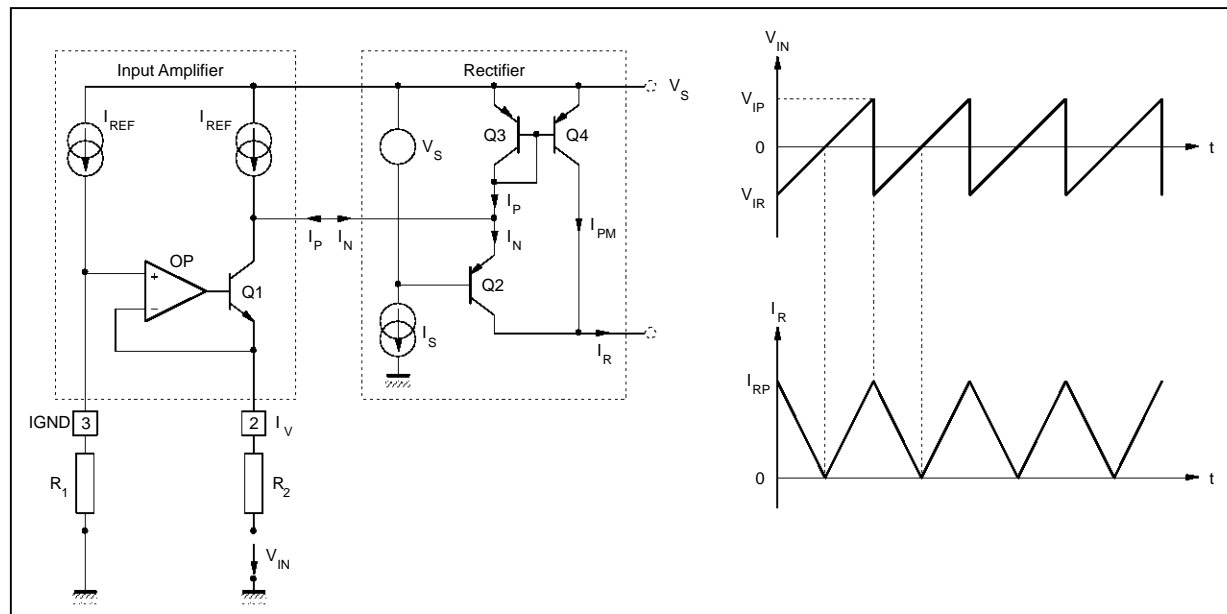 Input Amplifier
Rectifier
V_S
I_REF
I_REF
V_S
Q3
Q4
I_P
I_P
I_N
I_N
I_PM
OP
+
−
Q1
Q2
I_S
I_R
IGND
3
2
I_V
R_1
R_2
V_IN
V_IN
V_IP
0
t
V_IR
I_R
I_RP
0
t